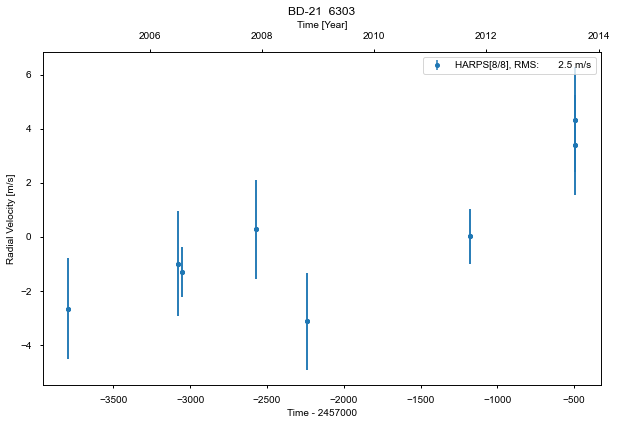 BD-21  6303
Time [Year]
2006 2008 2010 2012 2014
HARPS[8/8], RMS:       2.5 m/s
Radial Velocity [m/s]
6
4
2
0
−2
−4
−3500 −3000 −2500 −2000 −1500 −1000 −500
Time - 2457000